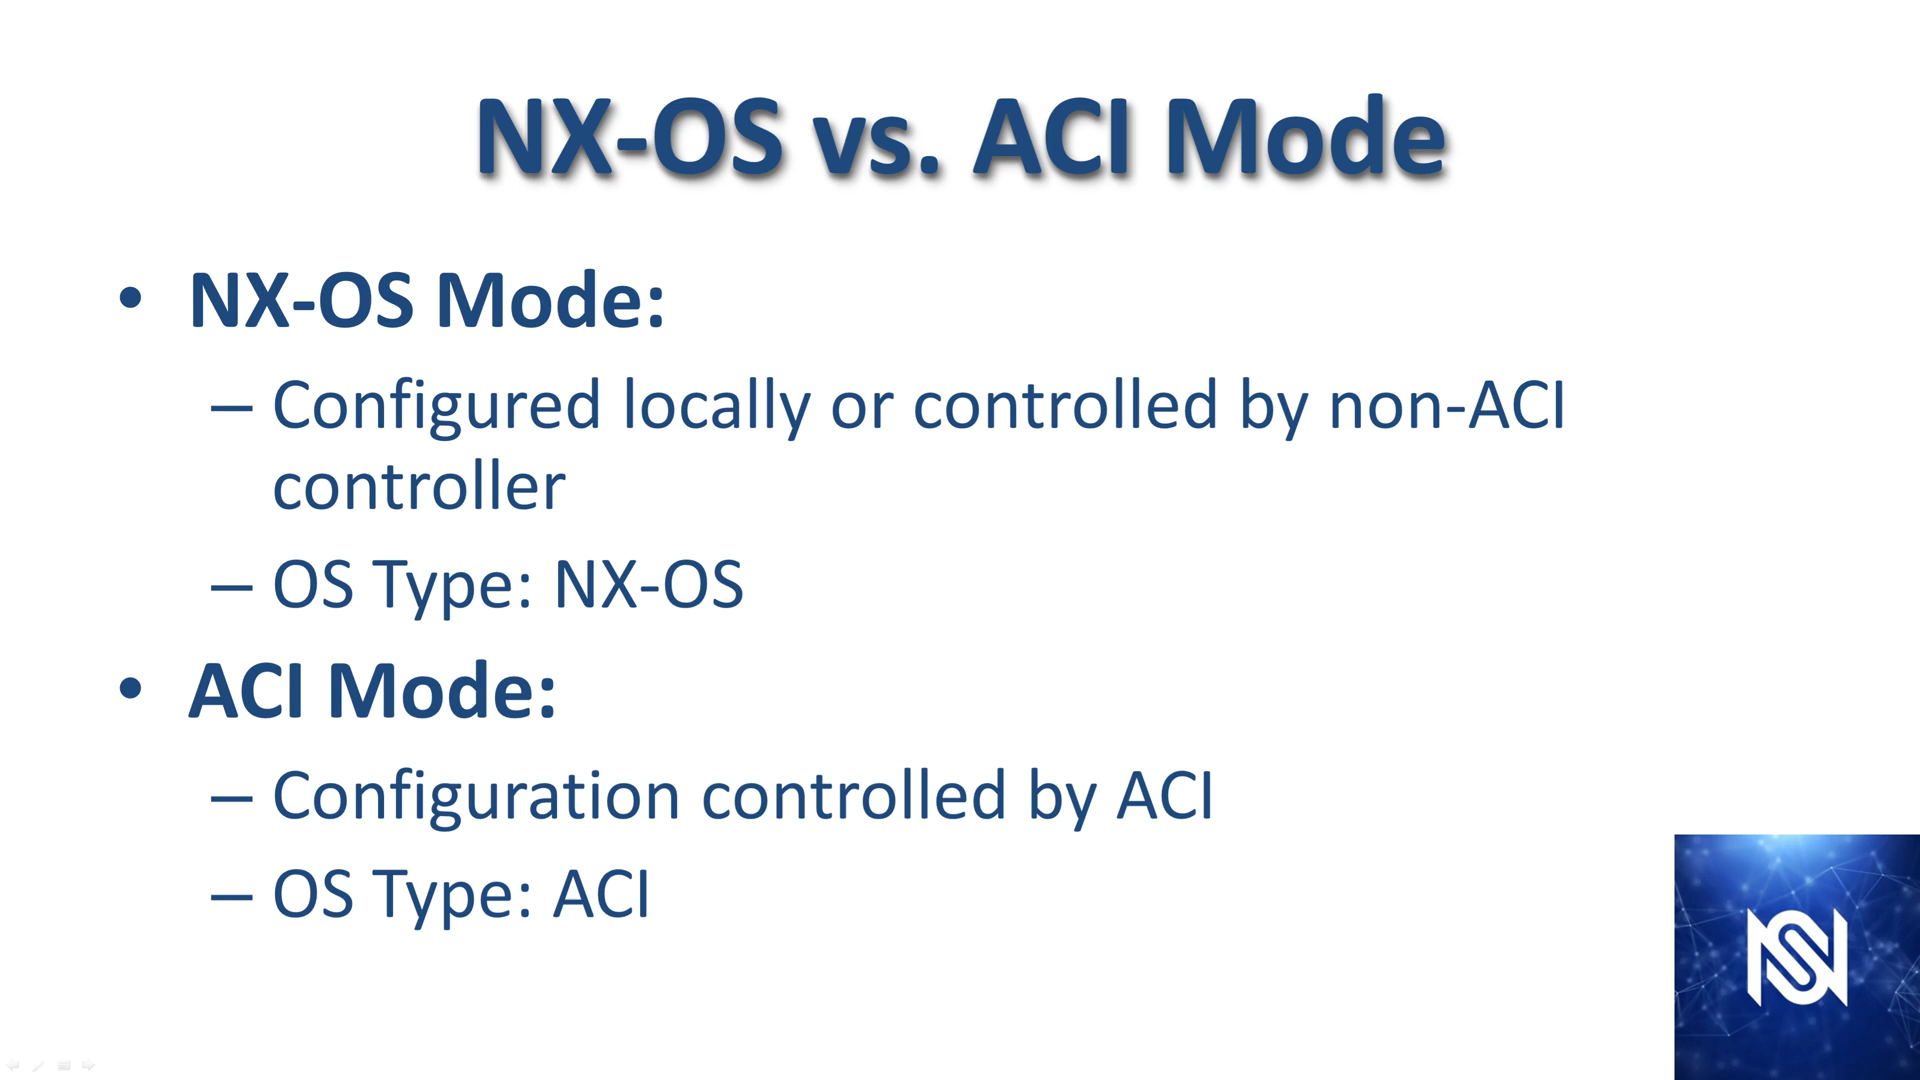 NX-OS vs. ACI Mode
• NX-OS Mode:
– Configured locally or controlled by non-ACI
controller
– OS Type: NX-OS
• ACI Mode:
– Configuration controlled by ACI
– OS Type: ACI